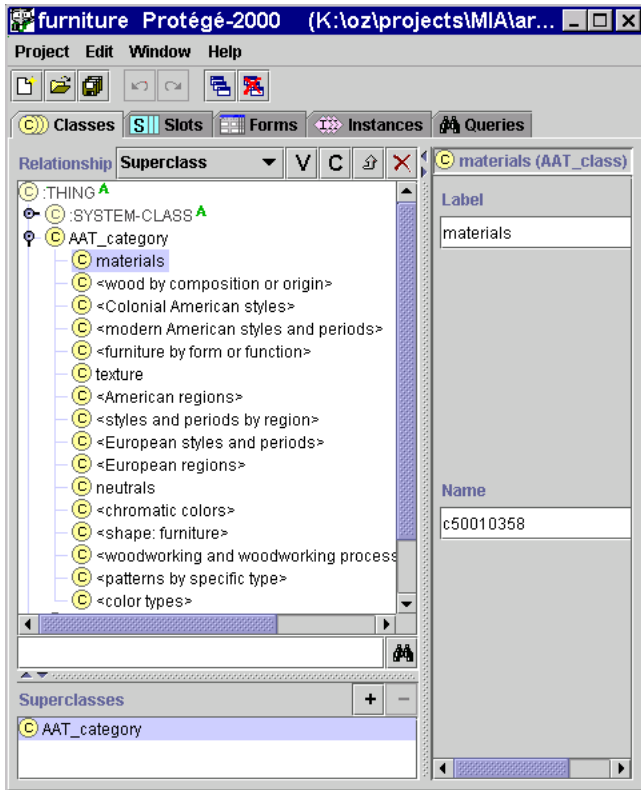 furniture Protégé-2000 (K:\oz\projects\MIA\ar...
Project Edit Window Help
C Classes S Slots Forms I Instances Queries
Relationship Superclass V C
C materials (AAT_class)
C :THING A
C :SYSTEM-CLASS A
C AAT_category
C materials
C <wood by composition or origin>
C <Colonial American styles>
C <modern American styles and periods>
C <furniture by form or function>
C texture
C <American regions>
C <styles and periods by region>
C <European styles and periods>
C <European regions>
C neutrals
C <chromatic colors>
C <shape: furniture>
C <woodworking and woodworking process
C <patterns by specific type>
C <color types>
Superclasses + −
C AAT_category
Label
materials
Name
c50010358